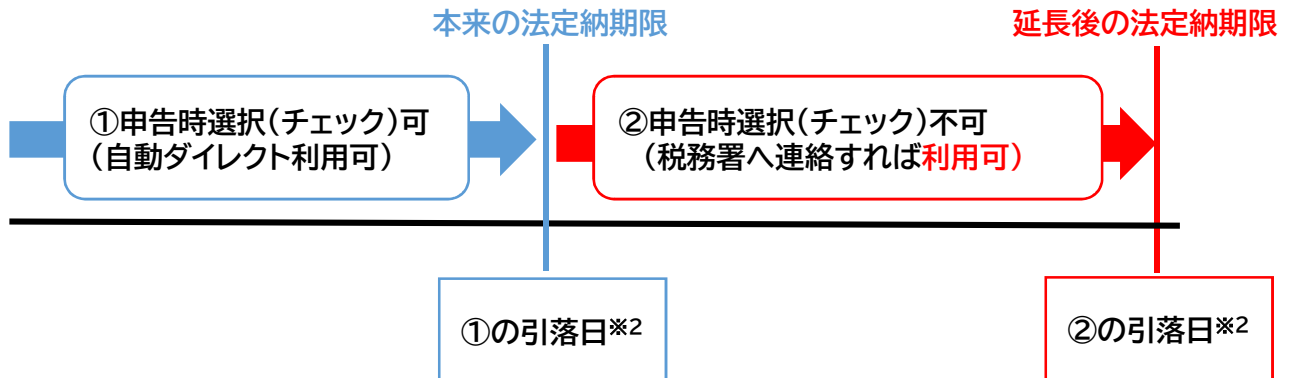 本来の法定納期限
延長後の法定納期限
①申告時選択（チェック）可
（自動ダイレクト利用可）
②申告時選択（チェック）不可
（税務署へ連絡すれば利用可）
①の引落日※2
②の引落日※2